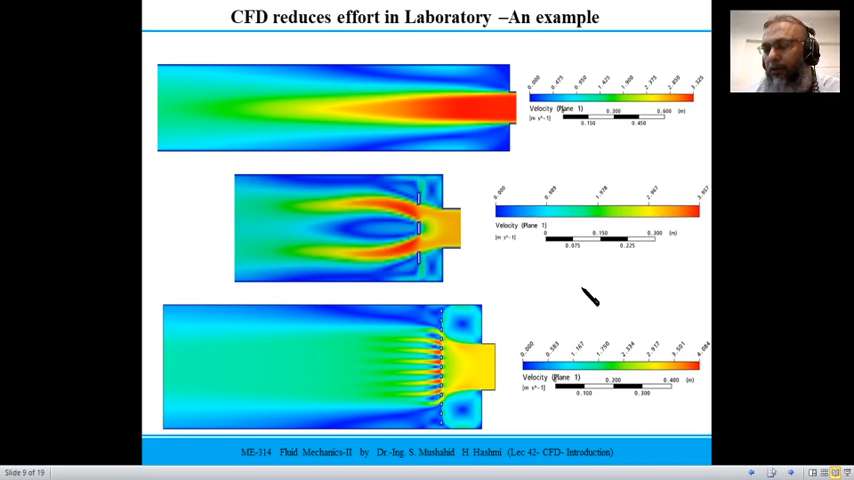 CFD reduces effort in Laboratory –An example
0.000 0.475 0.950 1.425 1.900 2.375 2.850 3.325
Velocity (Plane 1)
[m s^-1]
0.300 0.600 (m)
0.150 0.450
0.000 0.989 1.978 2.967 3.957
Velocity (Plane 1)
[m s^-1]
0 0.150 0.300 (m)
0.075 0.225
0.000 0.583 1.167 1.750 2.334 2.917 3.501 4.084
Velocity (Plane 1)
[m s^-1]
0 0.200 0.400 (m)
0.100 0.300
ME-314 Fluid Mechanics-II by Dr.-Ing. S. Mushahid H Hashmi (Lec 42- CFD- Introduction)
Slide 9 of 19